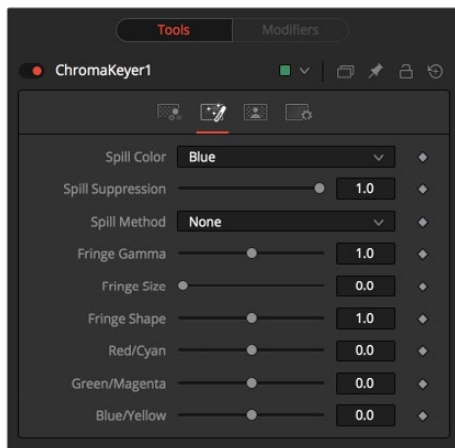 Tools Modifiers
ChromaKeyer1
Spill Color Blue
Spill Suppression 1.0
Spill Method None
Fringe Gamma 1.0
Fringe Size 0.0
Fringe Shape 1.0
Red/Cyan 0.0
Green/Magenta 0.0
Blue/Yellow 0.0